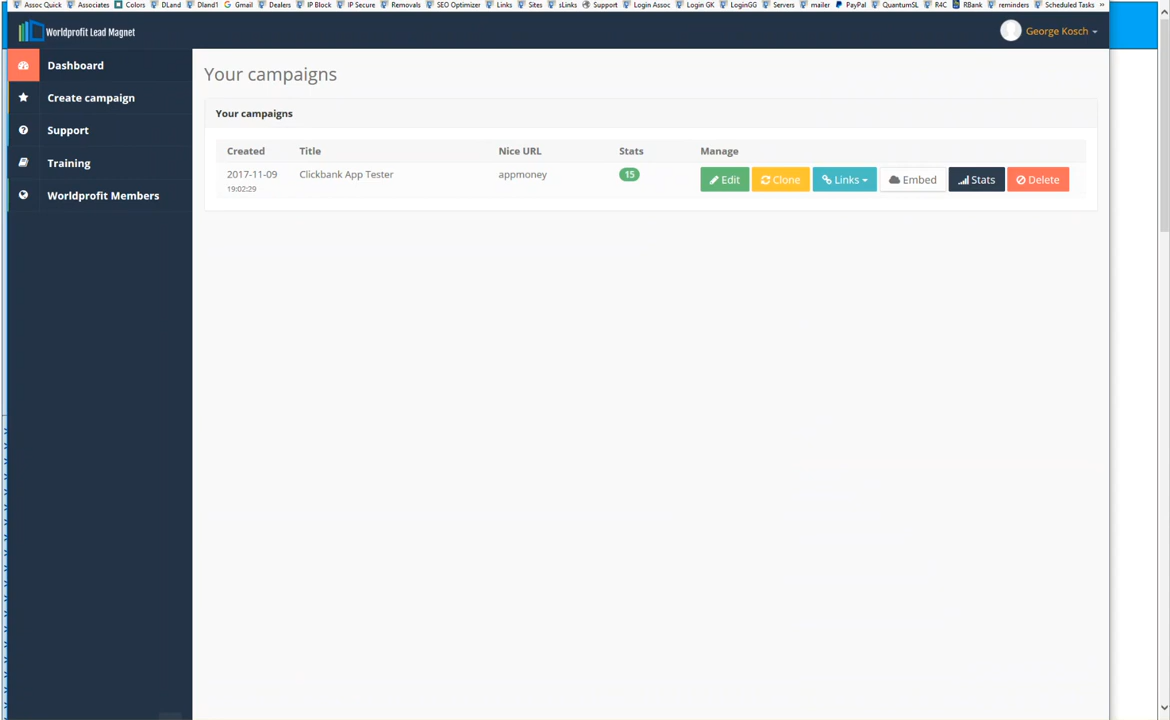 Assoc Quick Associates Colors DLand Dland1 Gmail Dealers IP Block IP Secure Removals SEO Optimizer Links Sites sLinks Support Login Assoc Login GK LoginGG Servers mailer PayPal QuantumSL R4C RBank reminders Scheduled Tasks »
Worldprofit Lead Magnet
George Kosch
Dashboard
Create campaign
Support
Training
Worldprofit Members
Your campaigns
Your campaigns
Created Title Nice URL Stats Manage
2017-11-09 Clickbank App Tester appmoney 15 Edit Clone Links Embed Stats Delete
19:02:29